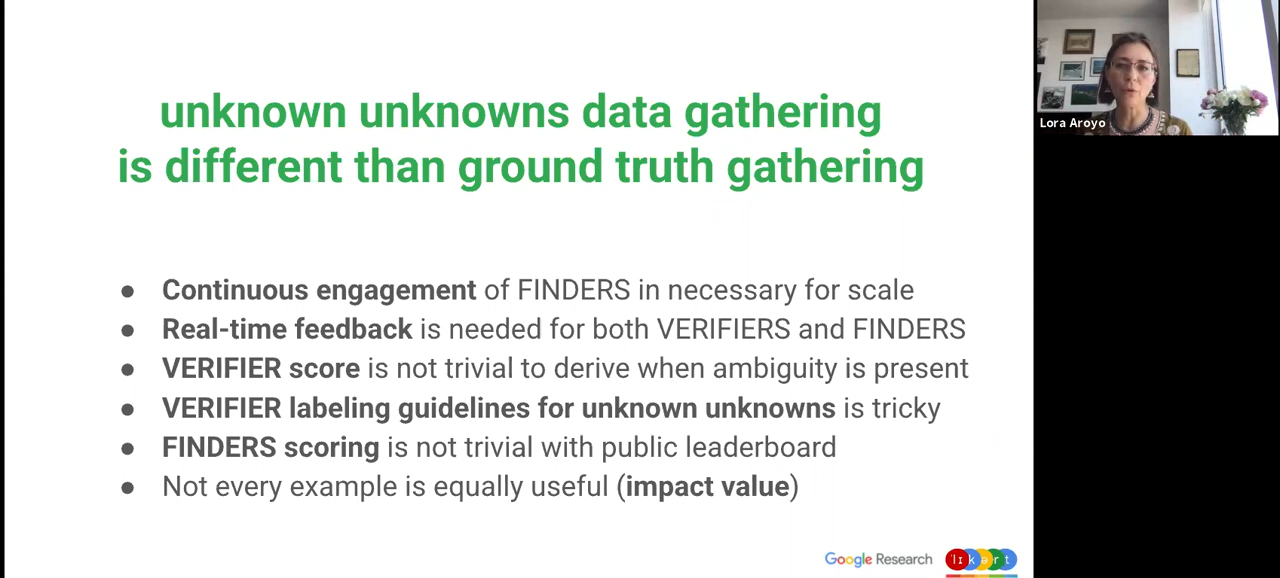 unknown unknowns data gathering
is different than ground truth gathering
● Continuous engagement of FINDERS in necessary for scale
● Real-time feedback is needed for both VERIFIERS and FINDERS
● VERIFIER score is not trivial to derive when ambiguity is present
● VERIFIER labeling guidelines for unknown unknowns is tricky
● FINDERS scoring is not trivial with public leaderboard
● Not every example is equally useful (impact value)
Google Research
'lɪkərt
Lora Aroyo